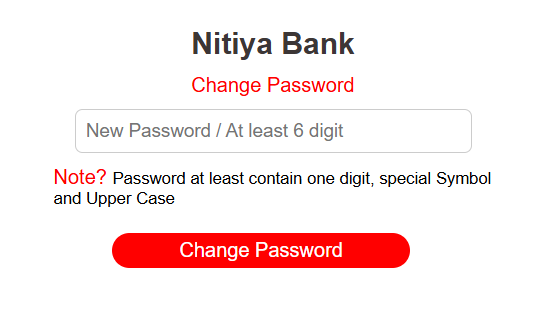 Nitiya Bank
Change Password
New Password / At least 6 digit
Note? Password at least contain one digit, special Symbol
and Upper Case
Change Password